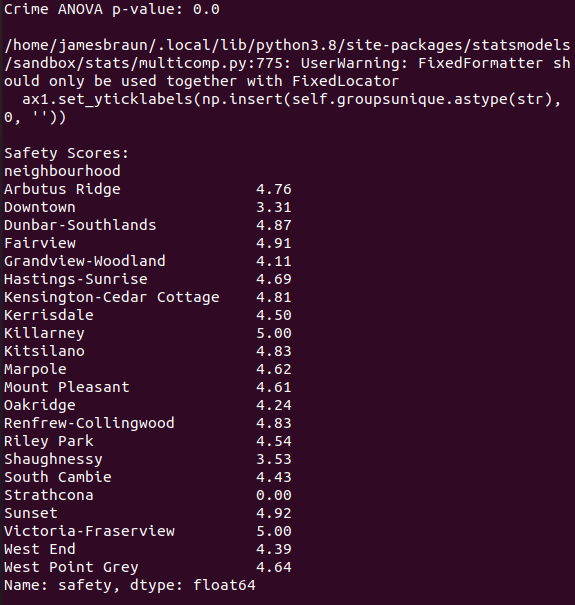 Crime ANOVA p-value: 0.0
/home/jamesbraun/.local/lib/python3.8/site-packages/statsmodels
/sandbox/stats/multicomp.py:775: UserWarning: FixedFormatter sh
ould only be used together with FixedLocator
  ax1.set_yticklabels(np.insert(self.groupsunique.astype(str),
0, ''))
Safety Scores:
neighbourhood
Arbutus Ridge               4.76
Downtown                    3.31
Dunbar-Southlands           4.87
Fairview                    4.91
Grandview-Woodland          4.11
Hastings-Sunrise            4.69
Kensington-Cedar Cottage    4.81
Kerrisdale                  4.50
Killarney                   5.00
Kitsilano                   4.83
Marpole                     4.62
Mount Pleasant              4.61
Oakridge                    4.24
Renfrew-Collingwood         4.83
Riley Park                  4.54
Shaughnessy                 3.53
South Cambie                4.43
Strathcona                  0.00
Sunset                      4.92
Victoria-Fraserview         5.00
West End                    4.39
West Point Grey             4.64
Name: safety, dtype: float64